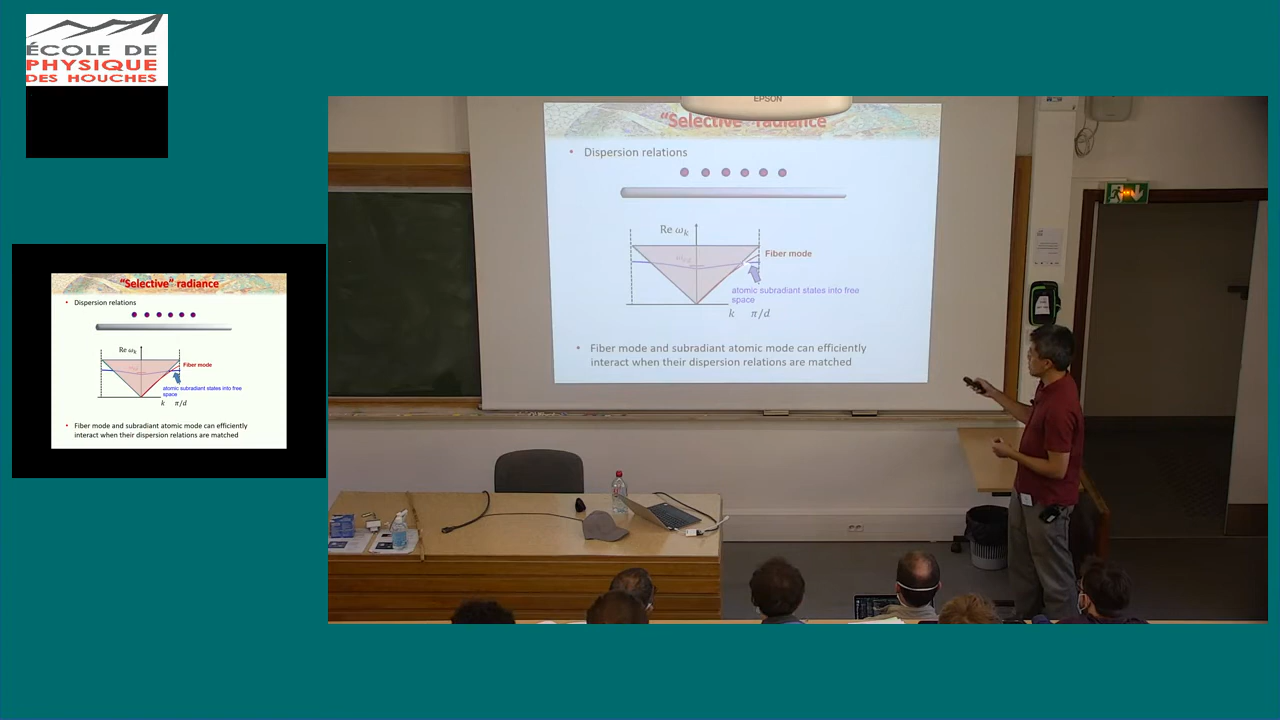 ÉCOLE DE
PHYSIQUE
DES HOUCHES
EPSON
"Selective" radiance
• Dispersion relations
Re ωk
Fiber mode
atomic subradiant states into free
space
k π/d
• Fiber mode and subradiant atomic mode can efficiently
interact when their dispersion relations are matched
"Selective" radiance
• Dispersion relations
Re ωk
Fiber mode
atomic subradiant states into free
space
k π/d
• Fiber mode and subradiant atomic mode can efficiently
interact when their dispersion relations are matched